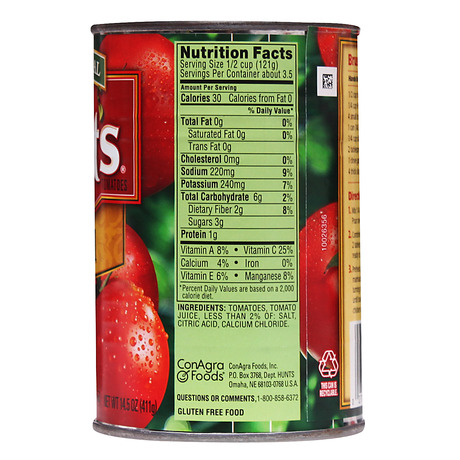 Nutrition Facts
Serving Size 1/2 cup (121g)
Servings Per Container about 3.5
Amount Per Serving
Calories 30 Calories from Fat 0
% Daily Value*
Total Fat 0g 0%
Saturated Fat 0g 0%
Trans Fat 0g
Cholesterol 0mg 0%
Sodium 220mg 9%
Potassium 240mg 7%
Total Carbohydrate 6g 2%
Dietary Fiber 2g 8%
Sugars 3g
Protein 1g
Vitamin A 8% • Vitamin C 25%
Calcium 4% • Iron 0%
Vitamin E 6% • Manganese 8%
*Percent Daily Values are based on a 2,000
calorie diet.
INGREDIENTS: TOMATOES, TOMATO
JUICE, LESS THAN 2% OF: SALT,
CITRIC ACID, CALCIUM CHLORIDE.
ConAgra
Foods
ConAgra Foods, Inc.
P.O. Box 3768, Dept. HUNTS
Omaha, NE 68103-0768 U.S.A.
QUESTIONS OR COMMENTS, 1-800-858-6372
GLUTEN FREE FOOD
NET WT 14.5 OZ (411g)
10026356
THIS CAN IS
RECYCLABLE